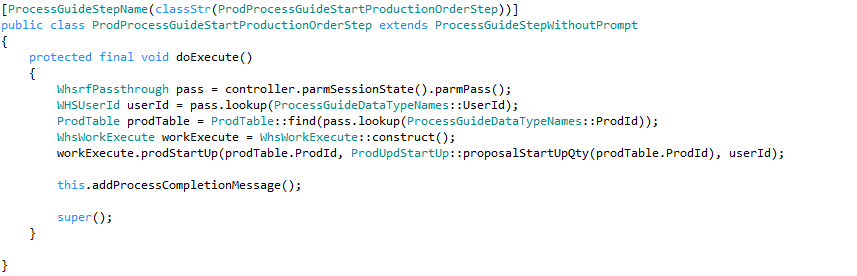 [ProcessGuideStepName(classStr(ProdProcessGuideStartProductionOrderStep))]
public class ProdProcessGuideStartProductionOrderStep extends ProcessGuideStepWithoutPrompt
{
    protected final void doExecute()
    {
        WhsrfPassthrough pass = controller.parmSessionState().parmPass();
        WHSUserId userId = pass.lookup(ProcessGuideDataTypeNames::UserId);
        ProdTable prodTable = ProdTable::find(pass.lookup(ProcessGuideDataTypeNames::ProdId));
        WhsWorkExecute workExecute = WhsWorkExecute::construct();
        workExecute.prodStartUp(prodTable.ProdId, ProdUpdStartUp::proposalStartUpQty(prodTable.ProdId), userId);

        this.addProcessCompletionMessage();

        super();
    }

}